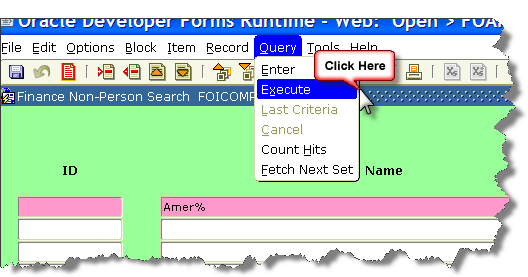 Oracle Developer Forms Runtime - Web: Open > FOA
File Edit Options Block Item Record Query Tools Help
Enter
Click Here
Execute
Finance Non-Person Search FOICOMP
Last Criteria
Cancel
Count Hits
Fetch Next Set
ID
Name
Amer%